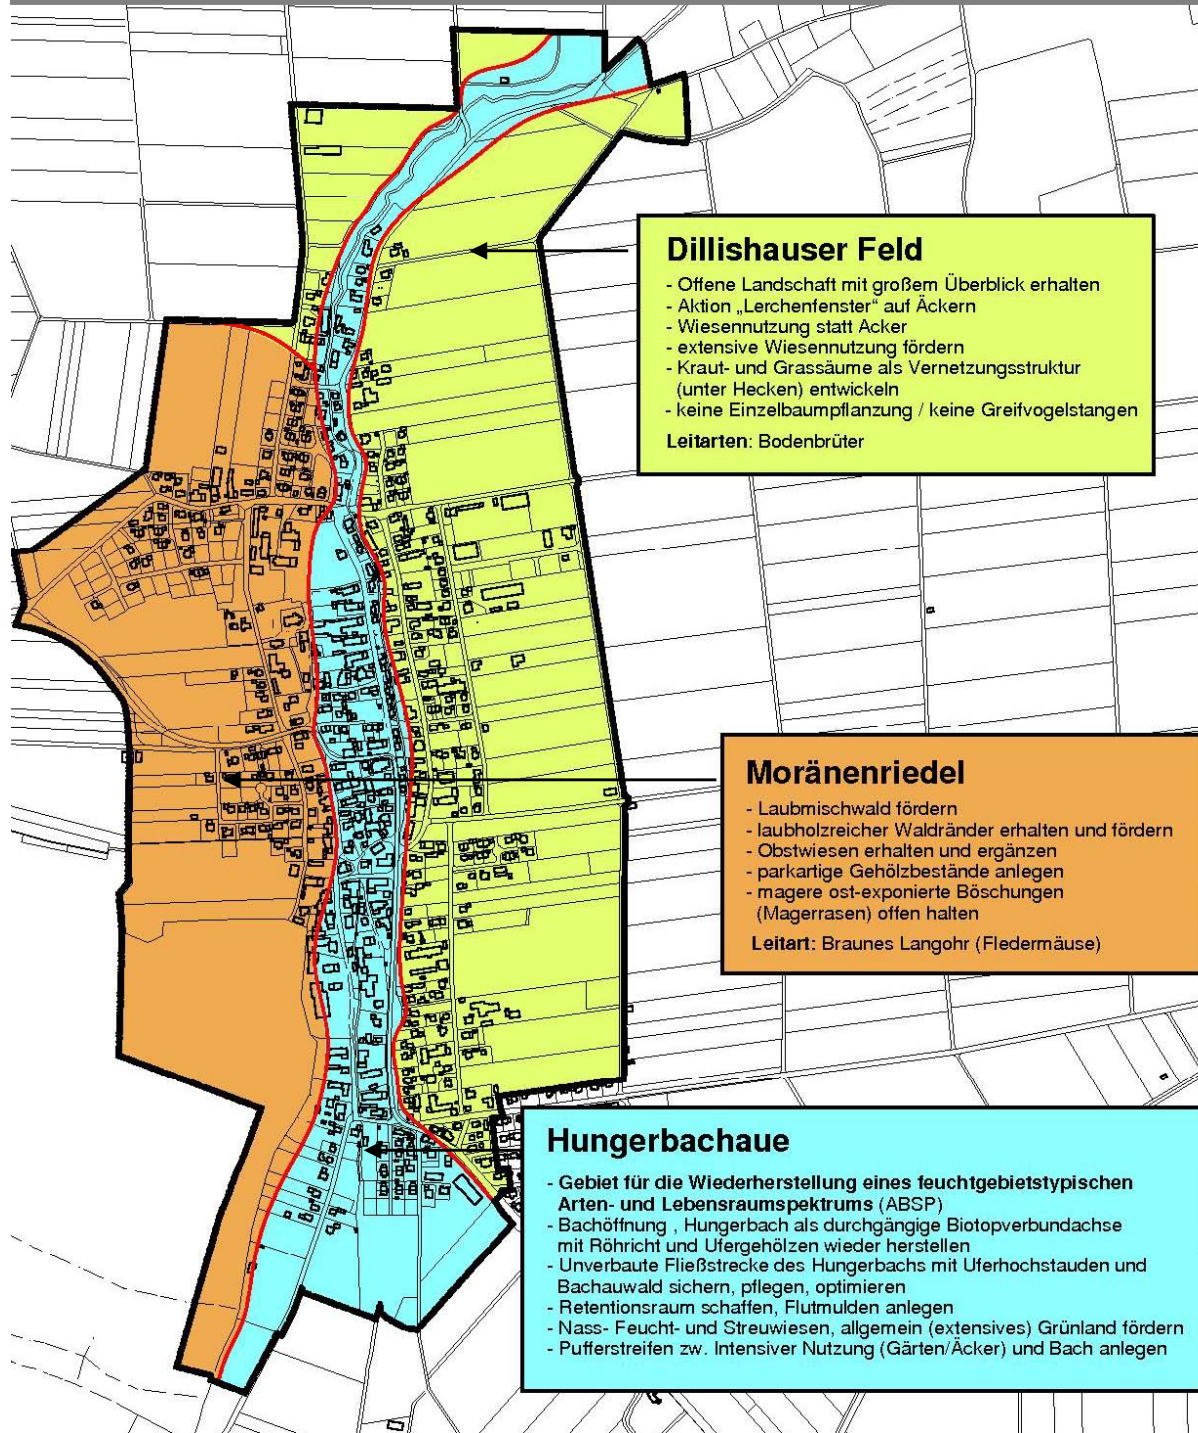 Dillishauser Feld
- Offene Landschaft mit großem Überblick erhalten
- Aktion „Lerchenfenster“ auf Äckern
- Wiesennutzung statt Acker
- extensive Wiesennutzung fördern
- Kraut- und Grassäume als Vernetzungsstruktur
(unter Hecken) entwickeln
- keine Einzelbaumpflanzung / keine Greifvogelstangen
Leitarten: Bodenbrüter
Moränenriedel
- Laubmischwald fördern
- laubholzreicher Waldränder erhalten und fördern
- Obstwiesen erhalten und ergänzen
- parkartige Gehölzbestände anlegen
- magere ost-exponierte Böschungen
(Magerrasen) offen halten
Leitart: Braunes Langohr (Fledermäuse)
Hungerbachaue
- Gebiet für die Wiederherstellung eines feuchtgebietstypischen
Arten- und Lebensraumspektrums (ABSP)
- Bachöffnung , Hungerbach als durchgängige Biotopverbundachse
mit Röhricht und Ufergehölzen wieder herstellen
- Unverbaute Fließstrecke des Hungerbachs mit Uferhochstauden und
Bachauwald sichern, pflegen, optimieren
- Retentionsraum schaffen, Flutmulden anlegen
- Nass- Feucht- und Streuwiesen, allgemein (extensives) Grünland fördern
- Pufferstreifen zw. Intensiver Nutzung (Gärten/Äcker) und Bach anlegen